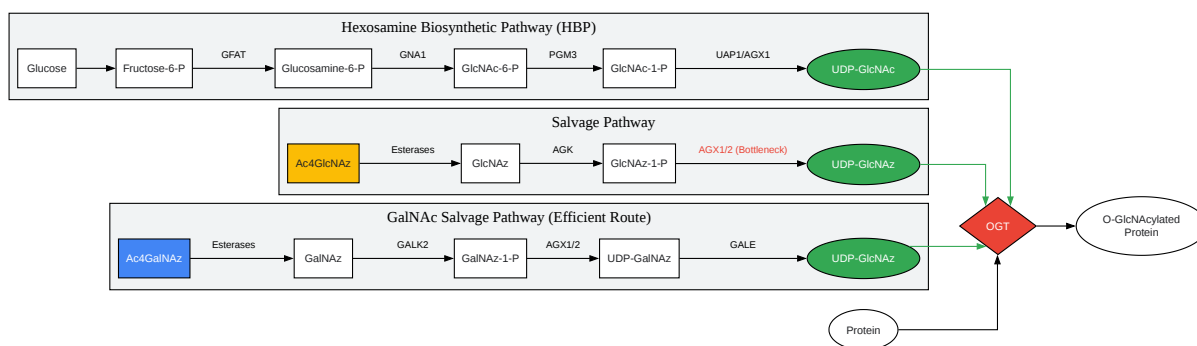 Hexosamine Biosynthetic Pathway (HBP)
Glucose
Fructose-6-P
GFAT
Glucosamine-6-P
GNA1
GlcNAc-6-P
PGM3
GlcNAc-1-P
UAP1/AGX1
UDP-GlcNAc
Salvage Pathway
Ac4GlcNAz
Esterases
GlcNAz
AGK
GlcNAz-1-P
AGX1/2 (Bottleneck)
UDP-GlcNAz
GalNAc Salvage Pathway (Efficient Route)
Ac4GalNAz
Esterases
GalNAz
GALK2
GalNAz-1-P
AGX1/2
UDP-GalNAz
GALE
UDP-GlcNAz
OGT
O-GlcNAcylated
Protein
Protein